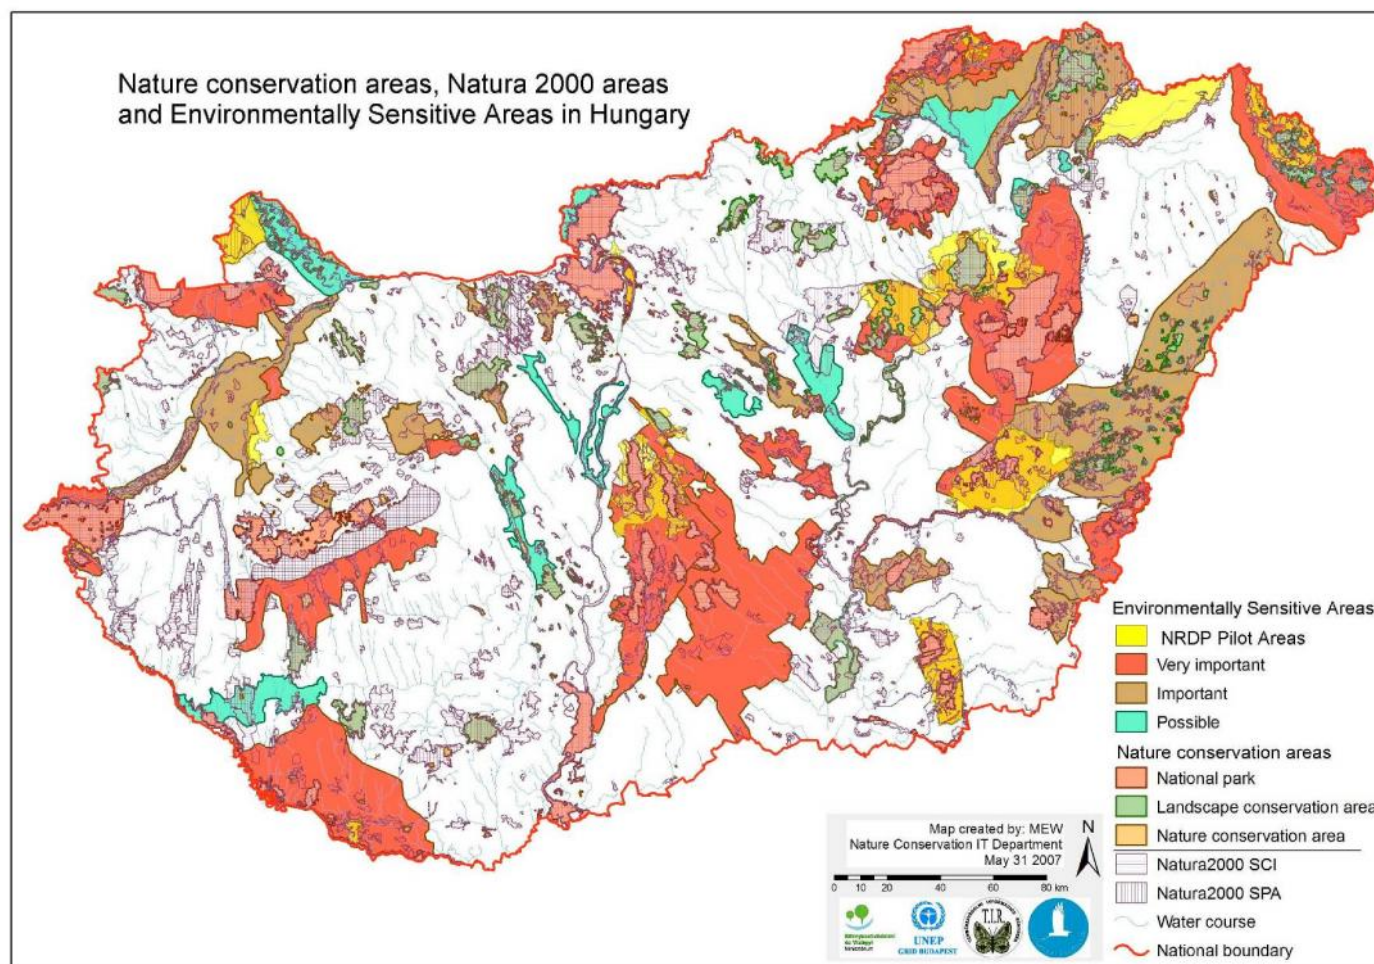 Nature conservation areas, Natura 2000 areas
and Environmentally Sensitive Areas in Hungary
Environmentally Sensitive Areas
NRDP Pilot Areas
Very important
Important
Possible
Nature conservation areas
National park
Landscape conservation area
Nature conservation area
Natura2000 SCI
Natura2000 SPA
Water course
National boundary
Map created by: MEW
Nature Conservation IT Department
May 31 2007
N
0 10 20 40 60 80 km
UNEP
GRID BUDAPEST
T.I.R.